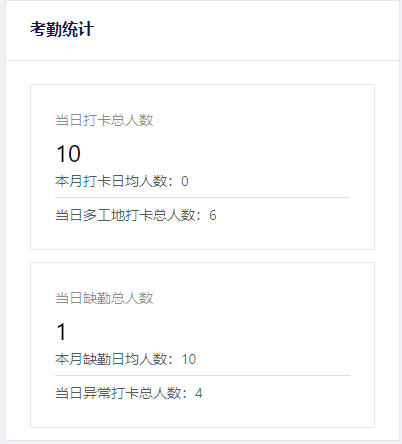 考勤统计
当日打卡总人数
10
本月打卡日均人数：0
当日多工地打卡总人数：6
当日缺勤总人数
1
本月缺勤日均人数：10
当日异常打卡总人数：4